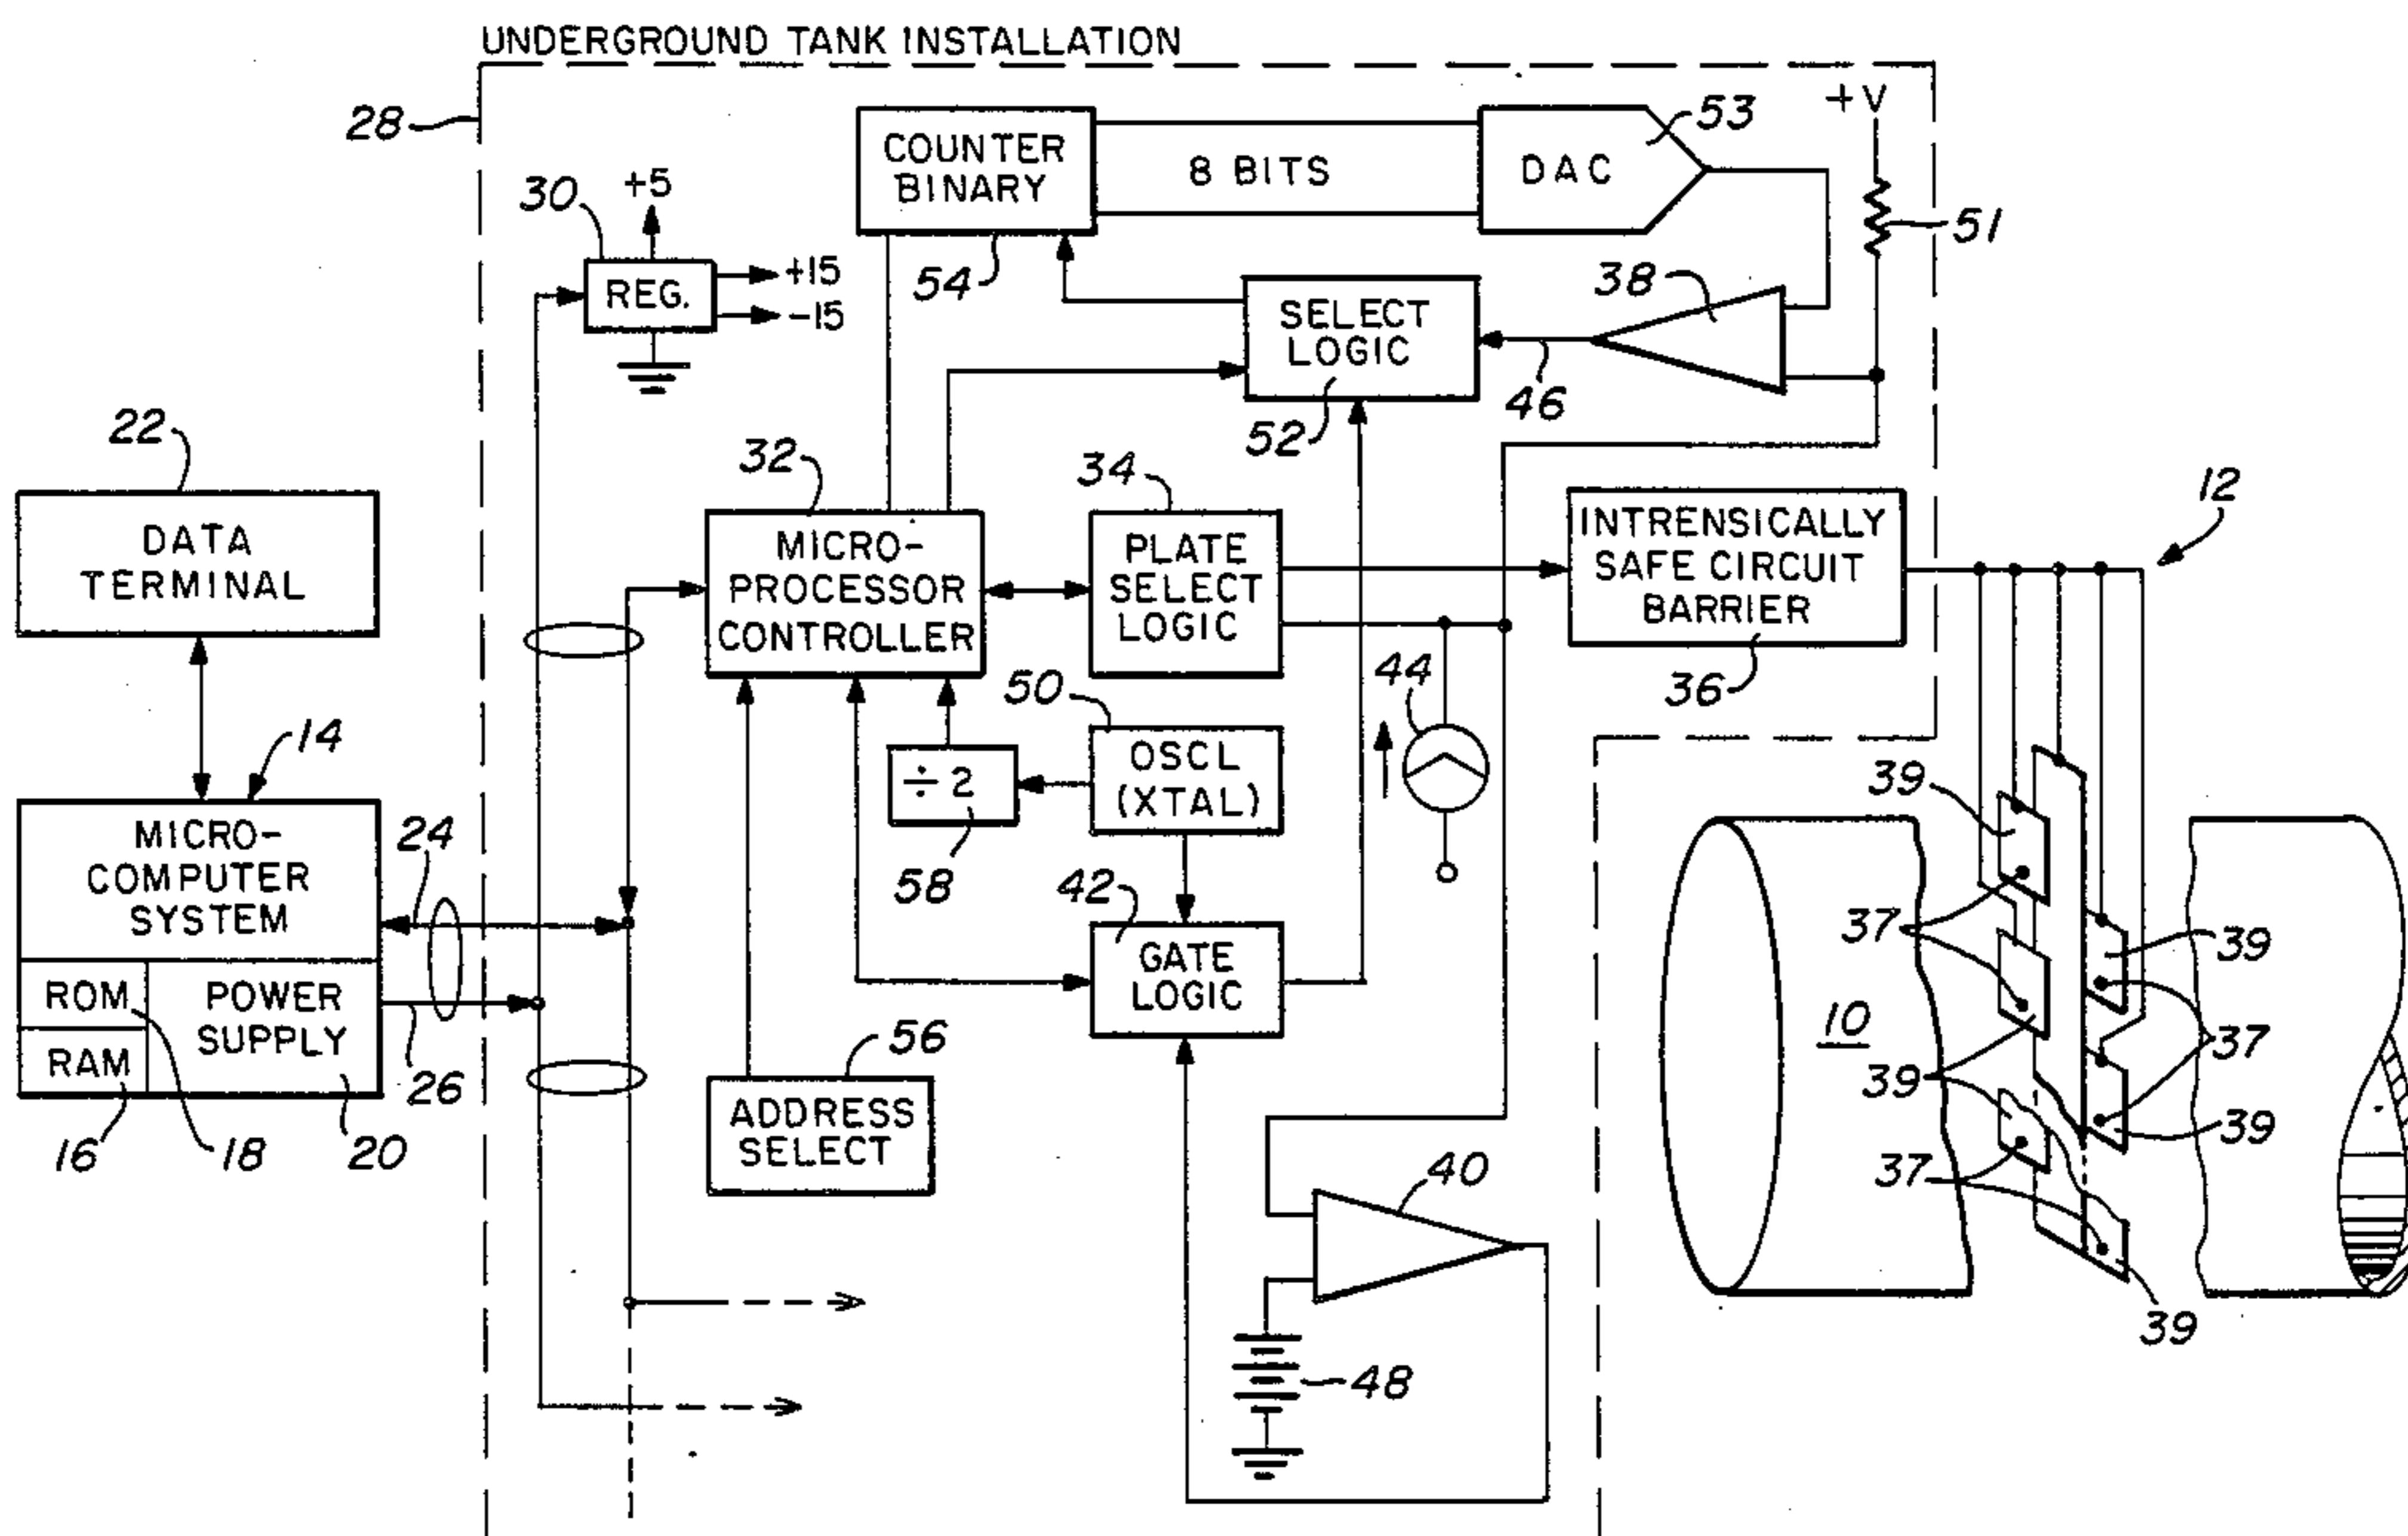 UNDERGROUND TANK INSTALLATION
28
+V
COUNTER
BINARY
8 BITS
DAC
53
30
+5
54
51
REG.
+15
-15
38
SELECT
LOGIC
52
46
22
32
34
12
DATA
TERMINAL
MICRO-
PROCESSOR
CONTROLLER
PLATE
SELECT
LOGIC
INTRENSICALLY
SAFE CIRCUIT
BARRIER
36
44
50
14
÷ 2
58
OSCL
(XTAL)
39
MICRO-
COMPUTER
SYSTEM
24
42
37
39
ROM
POWER
SUPPLY
RAM
26
GATE
LOGIC
10
37
56
39
39
16
18
20
ADDRESS
SELECT
40
37
39
48